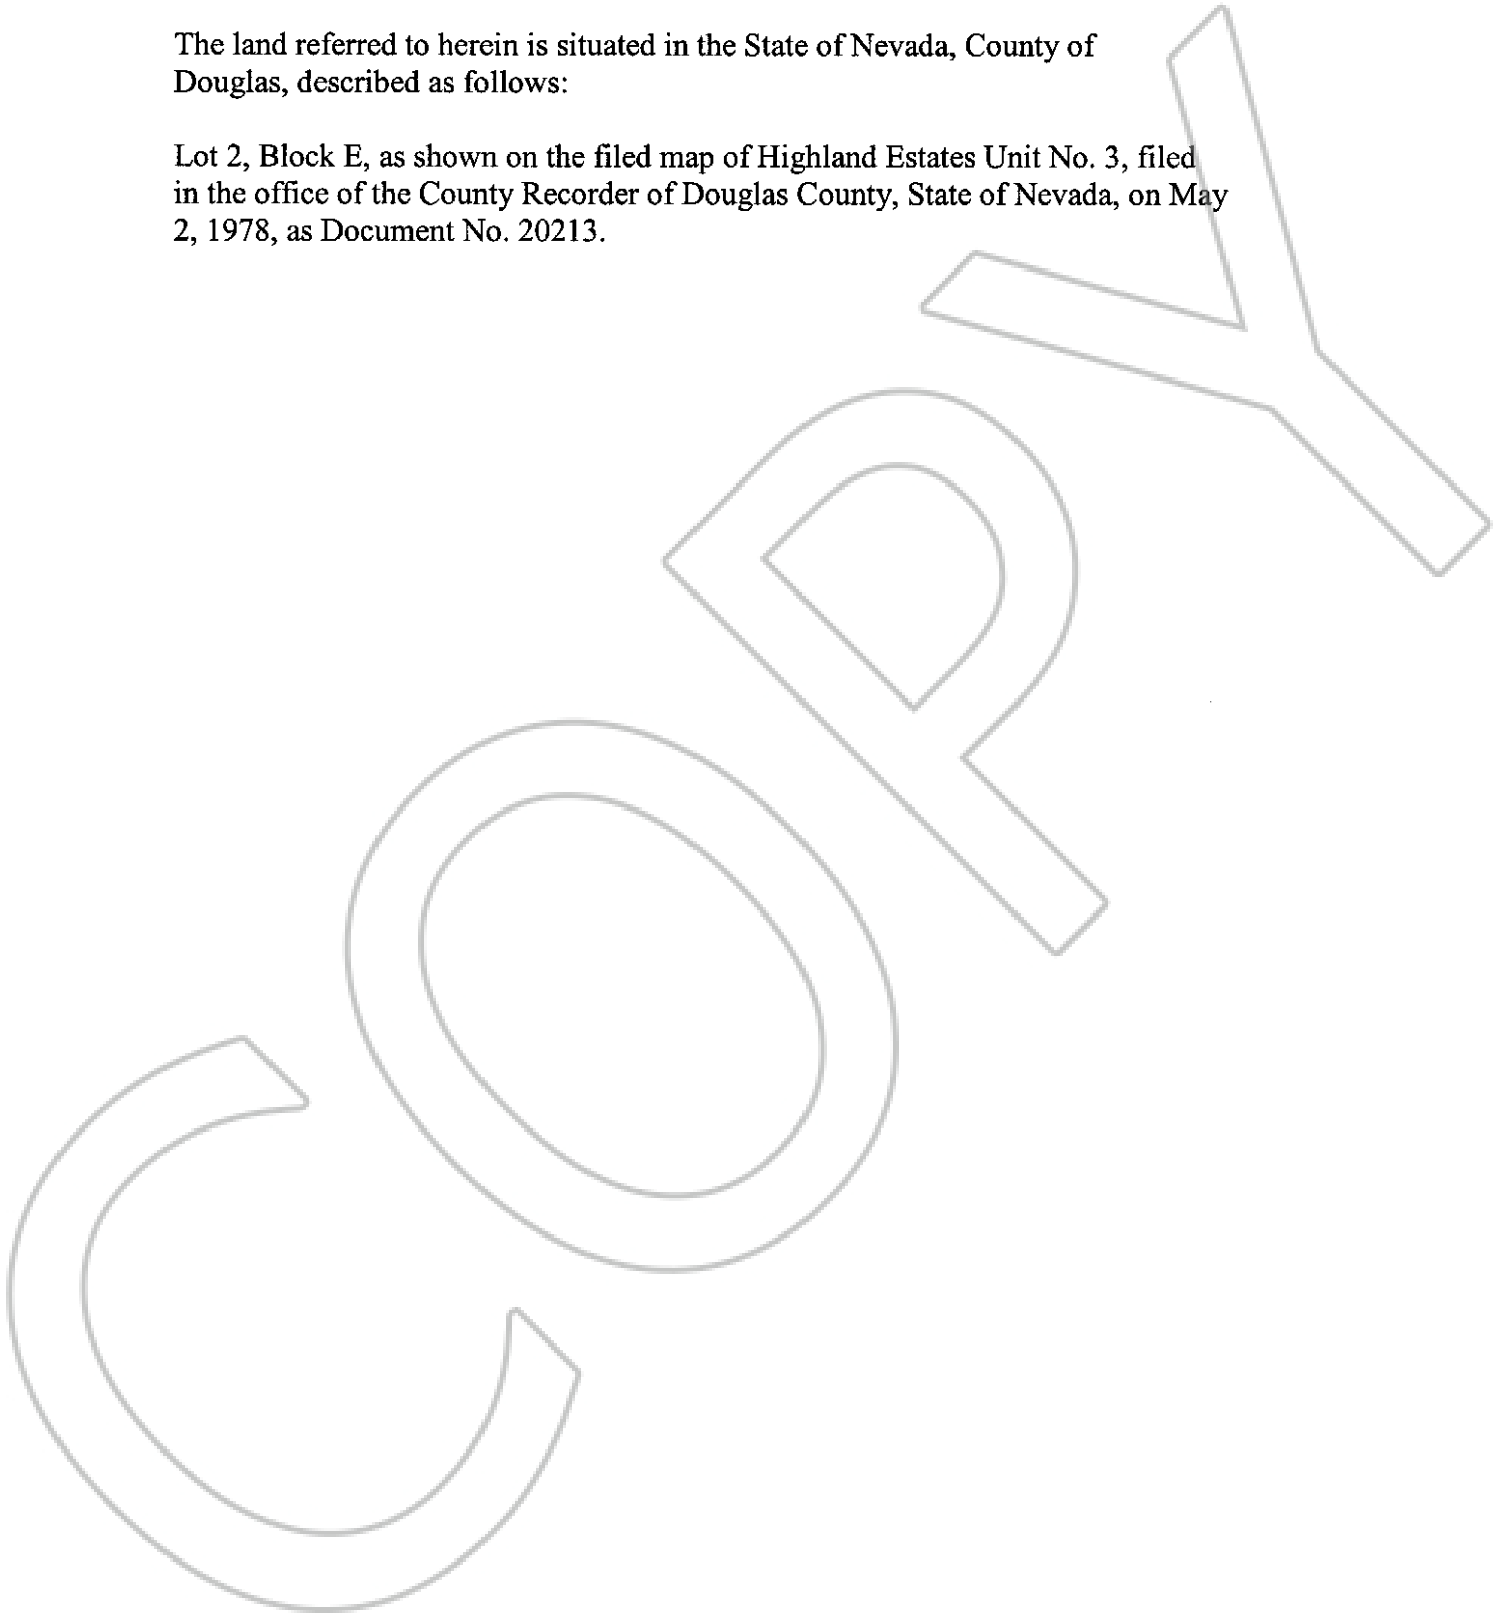 The land referred to herein is situated in the State of Nevada, County of
Douglas, described as follows:
Lot 2, Block E, as shown on the filed map of Highland Estates Unit No. 3, filed
in the office of the County Recorder of Douglas County, State of Nevada, on May
2, 1978, as Document No. 20213.
COPY